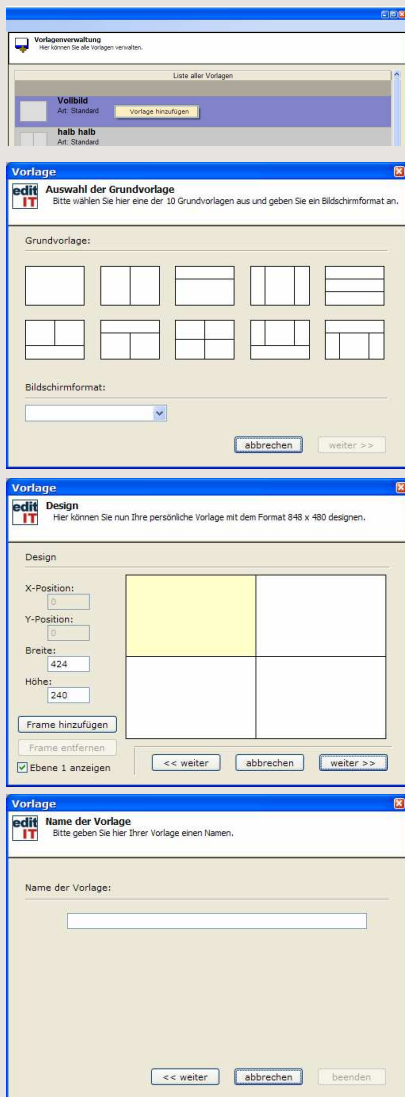 Vorlagenverwaltung
Hier können Sie alle Vorlagen verwalten.
Liste aller Vorlagen
Vollbild
Art: Standard
Vorlage hinzufügen
halb halb
Art: Standard
Vorlage
edit IT
Auswahl der Grundvorlage
Bitte wählen Sie hier eine der 10 Grundvorlagen aus und geben Sie ein Bildschirmformat an.
Grundvorlage:
Bildschirmformat:
abbrechen
weiter >>
Vorlage
edit IT
Design
Hier können Sie nun Ihre persönliche Vorlage mit dem Format 848 x 480 designen.
Design
X-Position:
0
Y-Position:
0
Breite:
424
Höhe:
240
Frame hinzufügen
Frame entfernen
Ebene 1 anzeigen
<< weiter
abbrechen
weiter >>
Vorlage
edit IT
Name der Vorlage
Bitte geben Sie hier Ihrer Vorlage einen Namen.
Name der Vorlage:
<< weiter
abbrechen
beenden